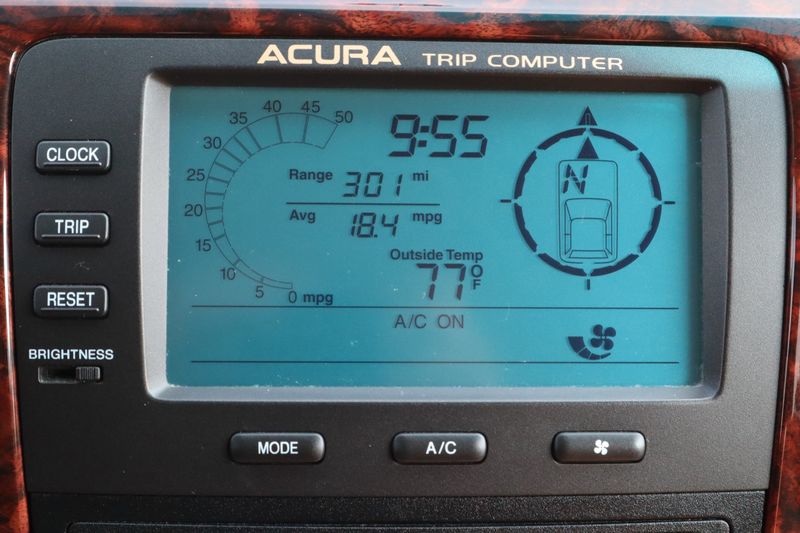 ACURA TRIP COMPUTER
CLOCK
TRIP
RESET
BRIGHTNESS
50
45
40
35
30
25
20
15
10
5
0 mpg
9:55
Range 301 mi
Avg 18.4 mpg
Outside Temp
77°F
N
A/C ON
MODE
A/C